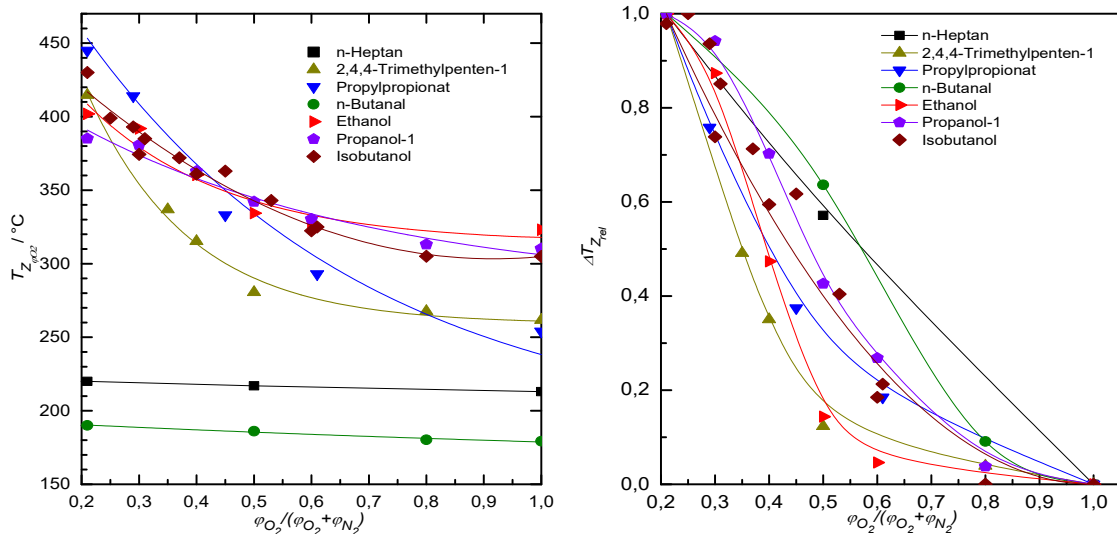 450
400
350
300
250
200
150
T_Z_φO2 / °C
n-Heptan
2,4,4-Trimethylpenten-1
Propylpropionat
n-Butanal
Ethanol
Propanol-1
Isobutanol
0,2 0,3 0,4 0,5 0,6 0,7 0,8 0,9 1,0
φO2/(φO2+φN2)
1,0
0,8
0,6
0,4
0,2
0,0
ΔT_Z_rel
n-Heptan
2,4,4-Trimethylpenten-1
Propylpropionat
n-Butanal
Ethanol
Propanol-1
Isobutanol
0,2 0,3 0,4 0,5 0,6 0,7 0,8 0,9 1,0
φO2/(φO2+φN2)